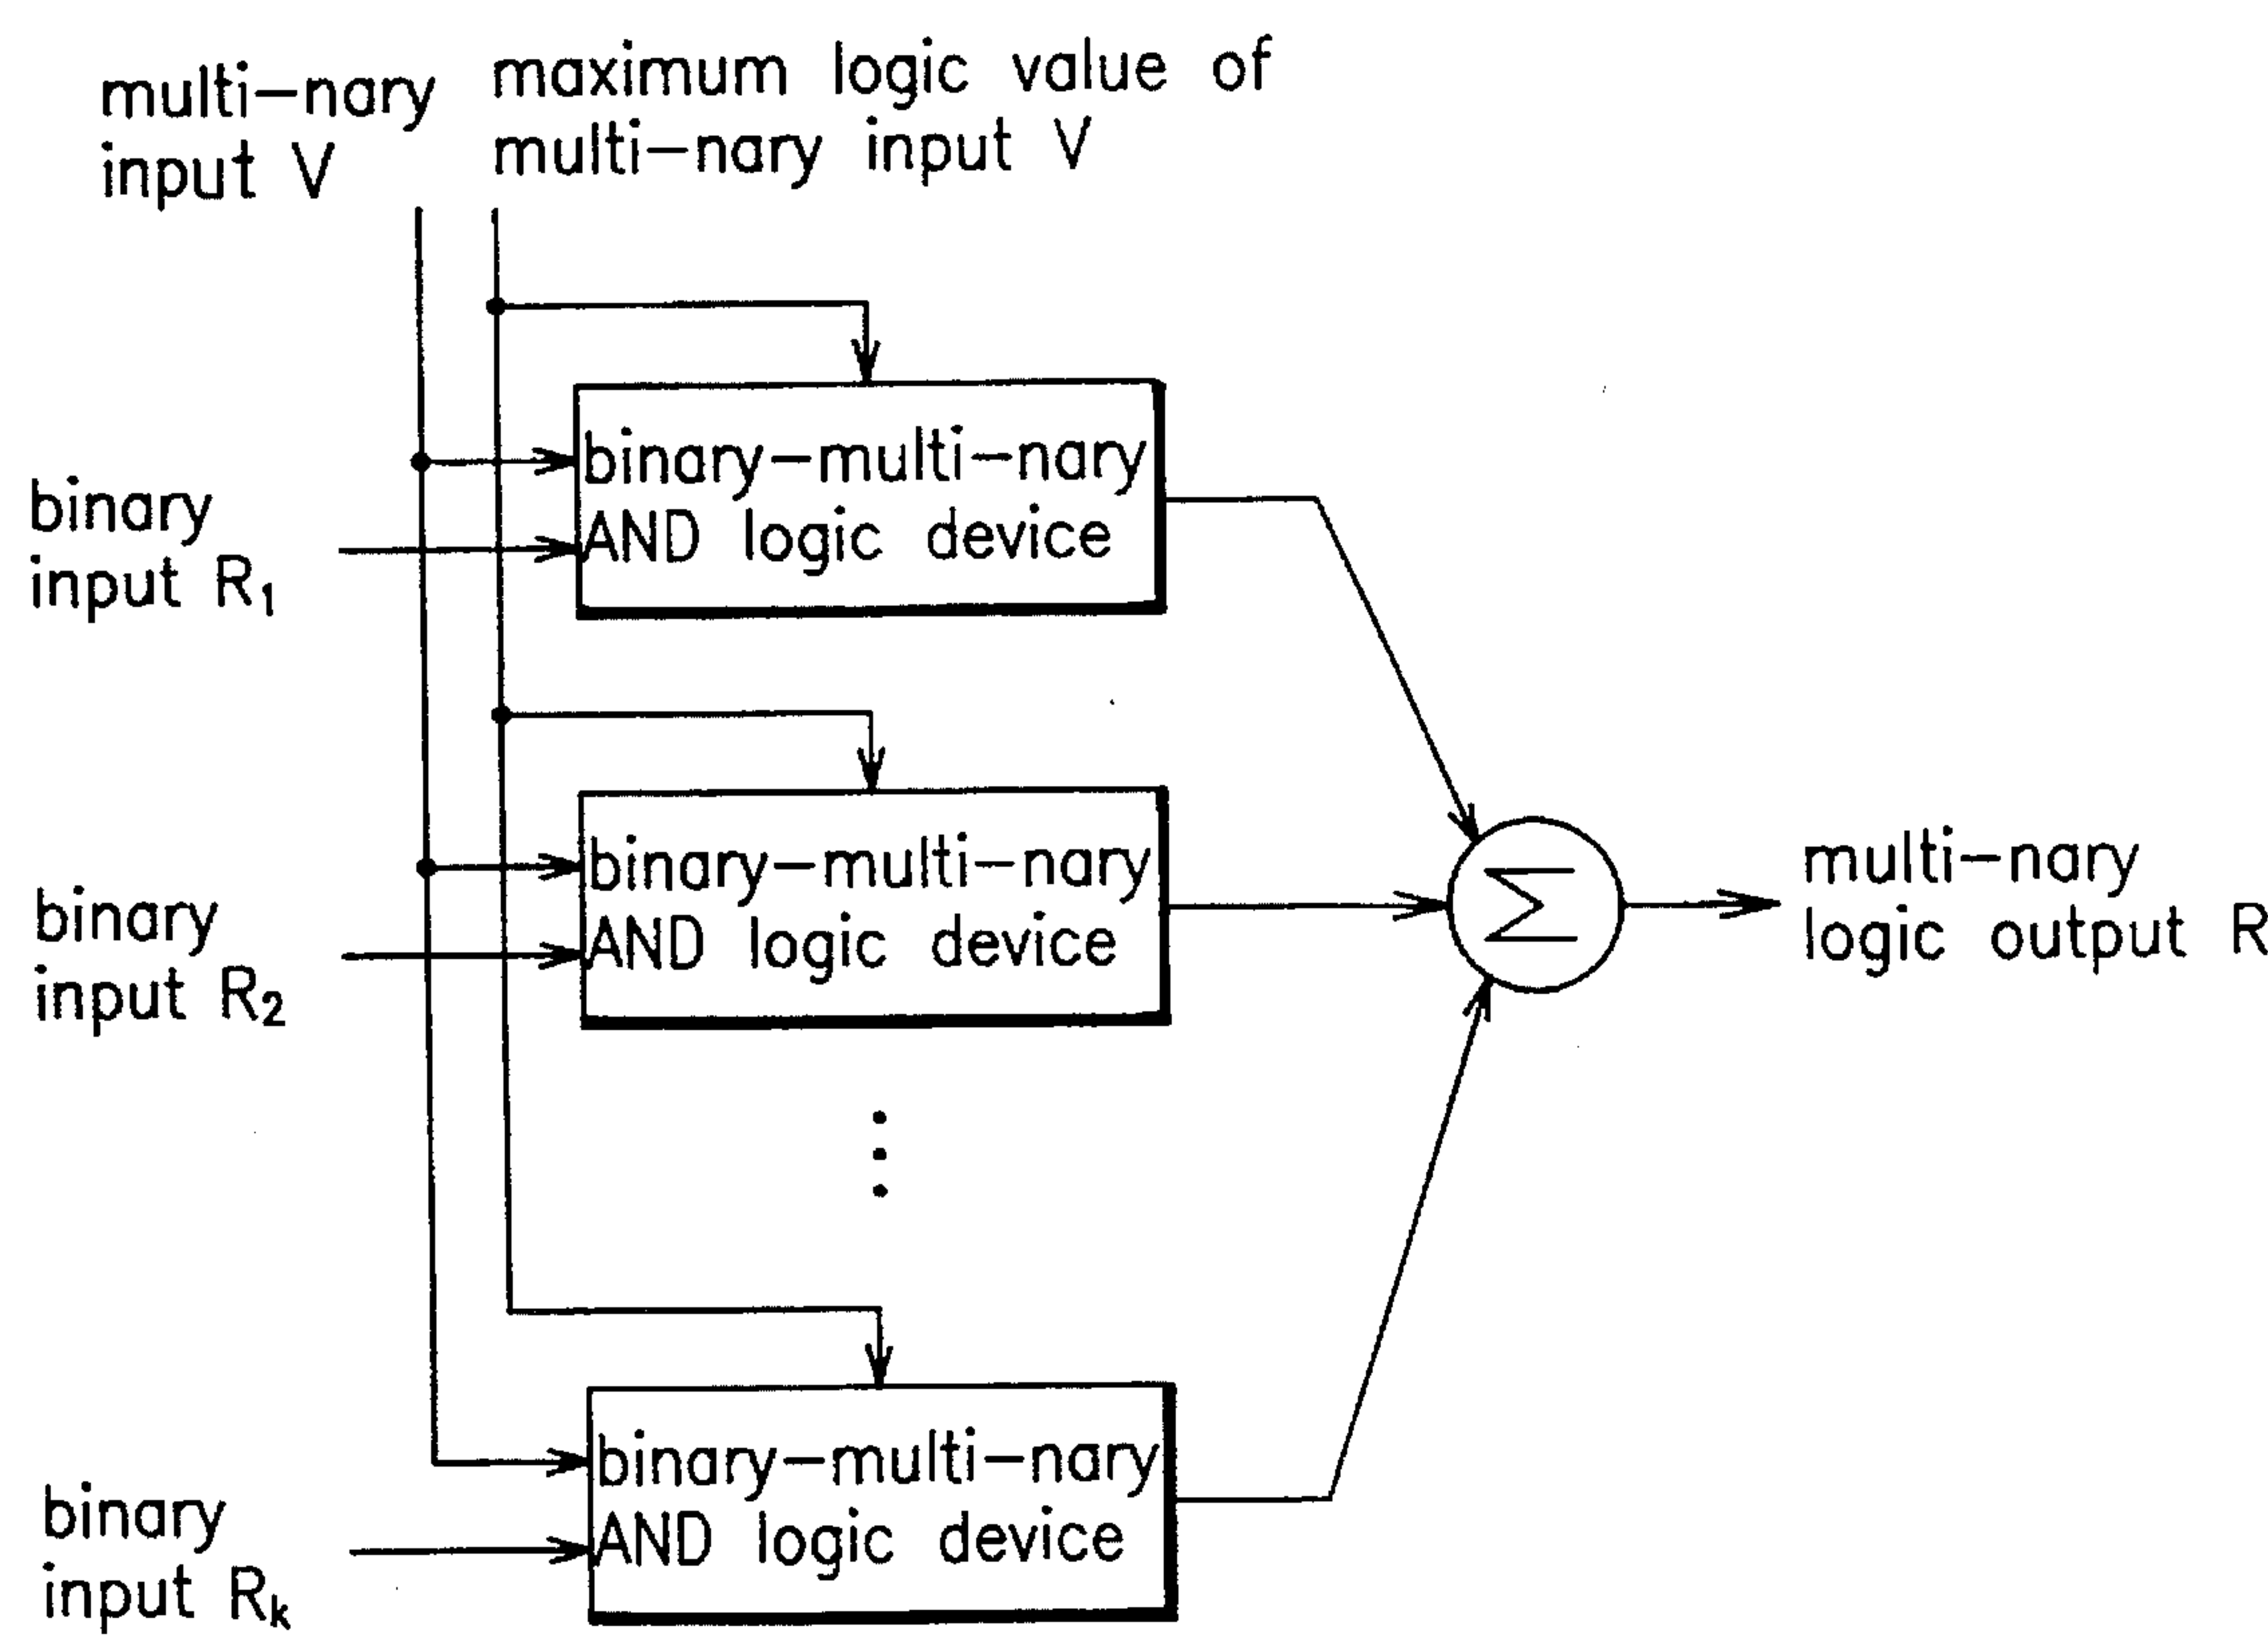 multi-nary
input V
maximum logic value of
multi-nary input V
binary
input R₁
binary-multi-nary
AND logic device
binary
input R₂
binary-multi-nary
AND logic device
Σ
multi-nary
logic output R
binary
input Rₖ
binary-multi-nary
AND logic device